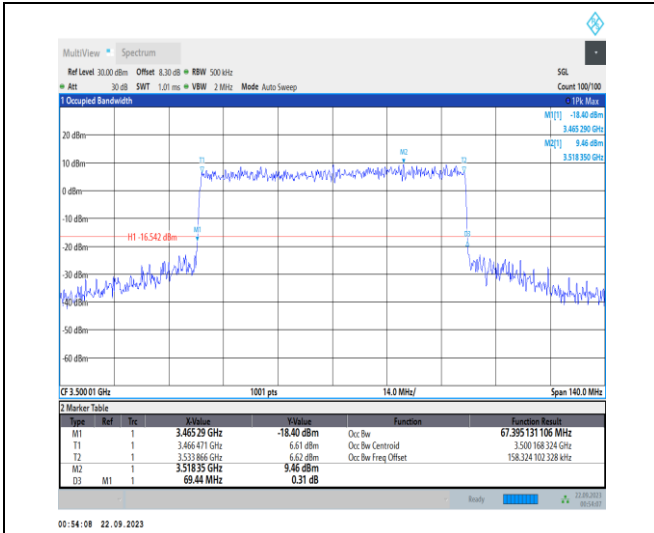 MultiView Spectrum
Ref Level 30.00 dBm Offset 8.30 dB RBW 500 kHz SGL
Att 30 dB SWT 1.01 ms VBW 2 MHz Mode Auto Sweep Count 100/100
1 Occupied Bandwidth 1Pk Max
M1[1] -18.40 dBm
3.465 290 GHz
20 dBm
M2[1] 9.46 dBm
3.518 350 GHz
10 dBm
T1
M2
T2
0 dBm
-10 dBm
M1
D3
H1 -16.542 dBm
-20 dBm
-30 dBm
-40 dBm
-50 dBm
-60 dBm
CF 3.500 01 GHz 1001 pts 14.0 MHz/ Span 140.0 MHz
2 Marker Table
Type Ref Trc X-Value Y-Value Function Function Result
M1 1 3.465 29 GHz -18.40 dBm Occ Bw 67.395 131 106 MHz
T1 1 3.466 471 GHz 6.61 dBm Occ Bw Centroid 3.500 168 324 GHz
T2 1 3.533 866 GHz 6.62 dBm Occ Bw Freq Offset 158.324 102 328 kHz
M2 1 3.518 35 GHz 9.46 dBm
D3 M1 1 69.44 MHz 0.31 dB
Ready 22.09.2023
00:54:07
00:54:08 22.09.2023